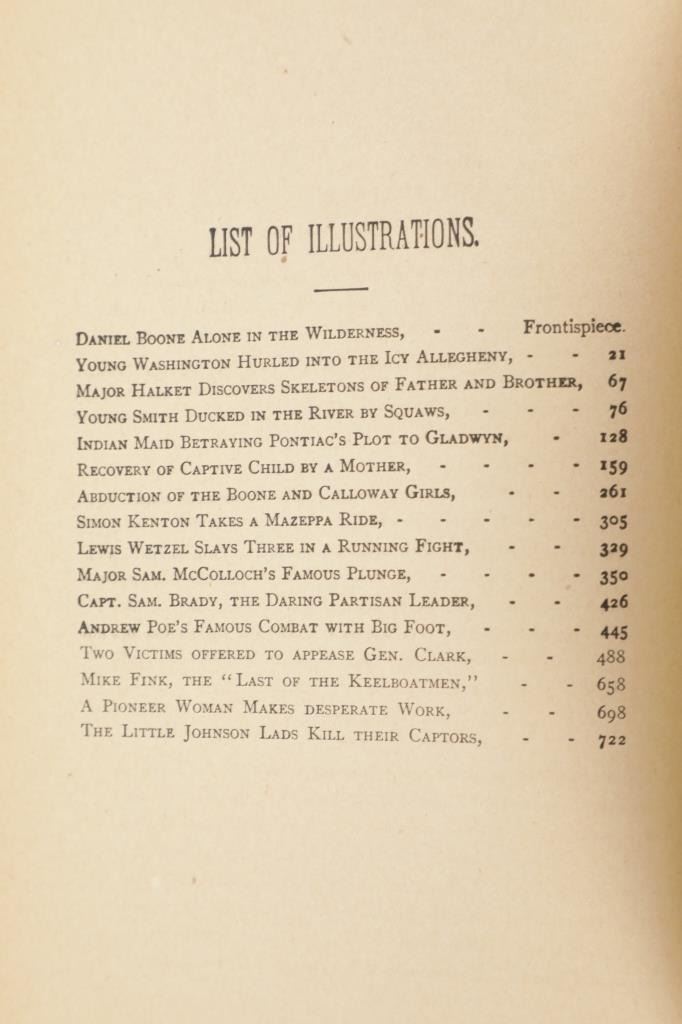 LIST OF ILLUSTRATIONS.
Daniel Boone Alone in the Wilderness, - - Frontispiece.
Young Washington Hurled into the Icy Allegheny, - - 21
Major Halket Discovers Skeletons of Father and Brother, 67
Young Smith Ducked in the River by Squaws, - - - 76
Indian Maid Betraying Pontiac's Plot to Gladwyn, - 128
Recovery of Captive Child by a Mother, - - - - 159
Abduction of the Boone and Calloway Girls, - - 261
Simon Kenton Takes a Mazeppa Ride, - - - - - 305
Lewis Wetzel Slays Three in a Running Fight, - - 329
Major Sam. McColloch's Famous Plunge, - - - - 350
Capt. Sam. Brady, the Daring Partisan Leader, - - 426
Andrew Poe's Famous Combat with Big Foot, - - - 445
Two Victims offered to appease Gen. Clark, - - 488
Mike Fink, the "Last of the Keelboatmen," - - 658
A Pioneer Woman Makes desperate Work, - - 698
The Little Johnson Lads Kill their Captors, - - 722